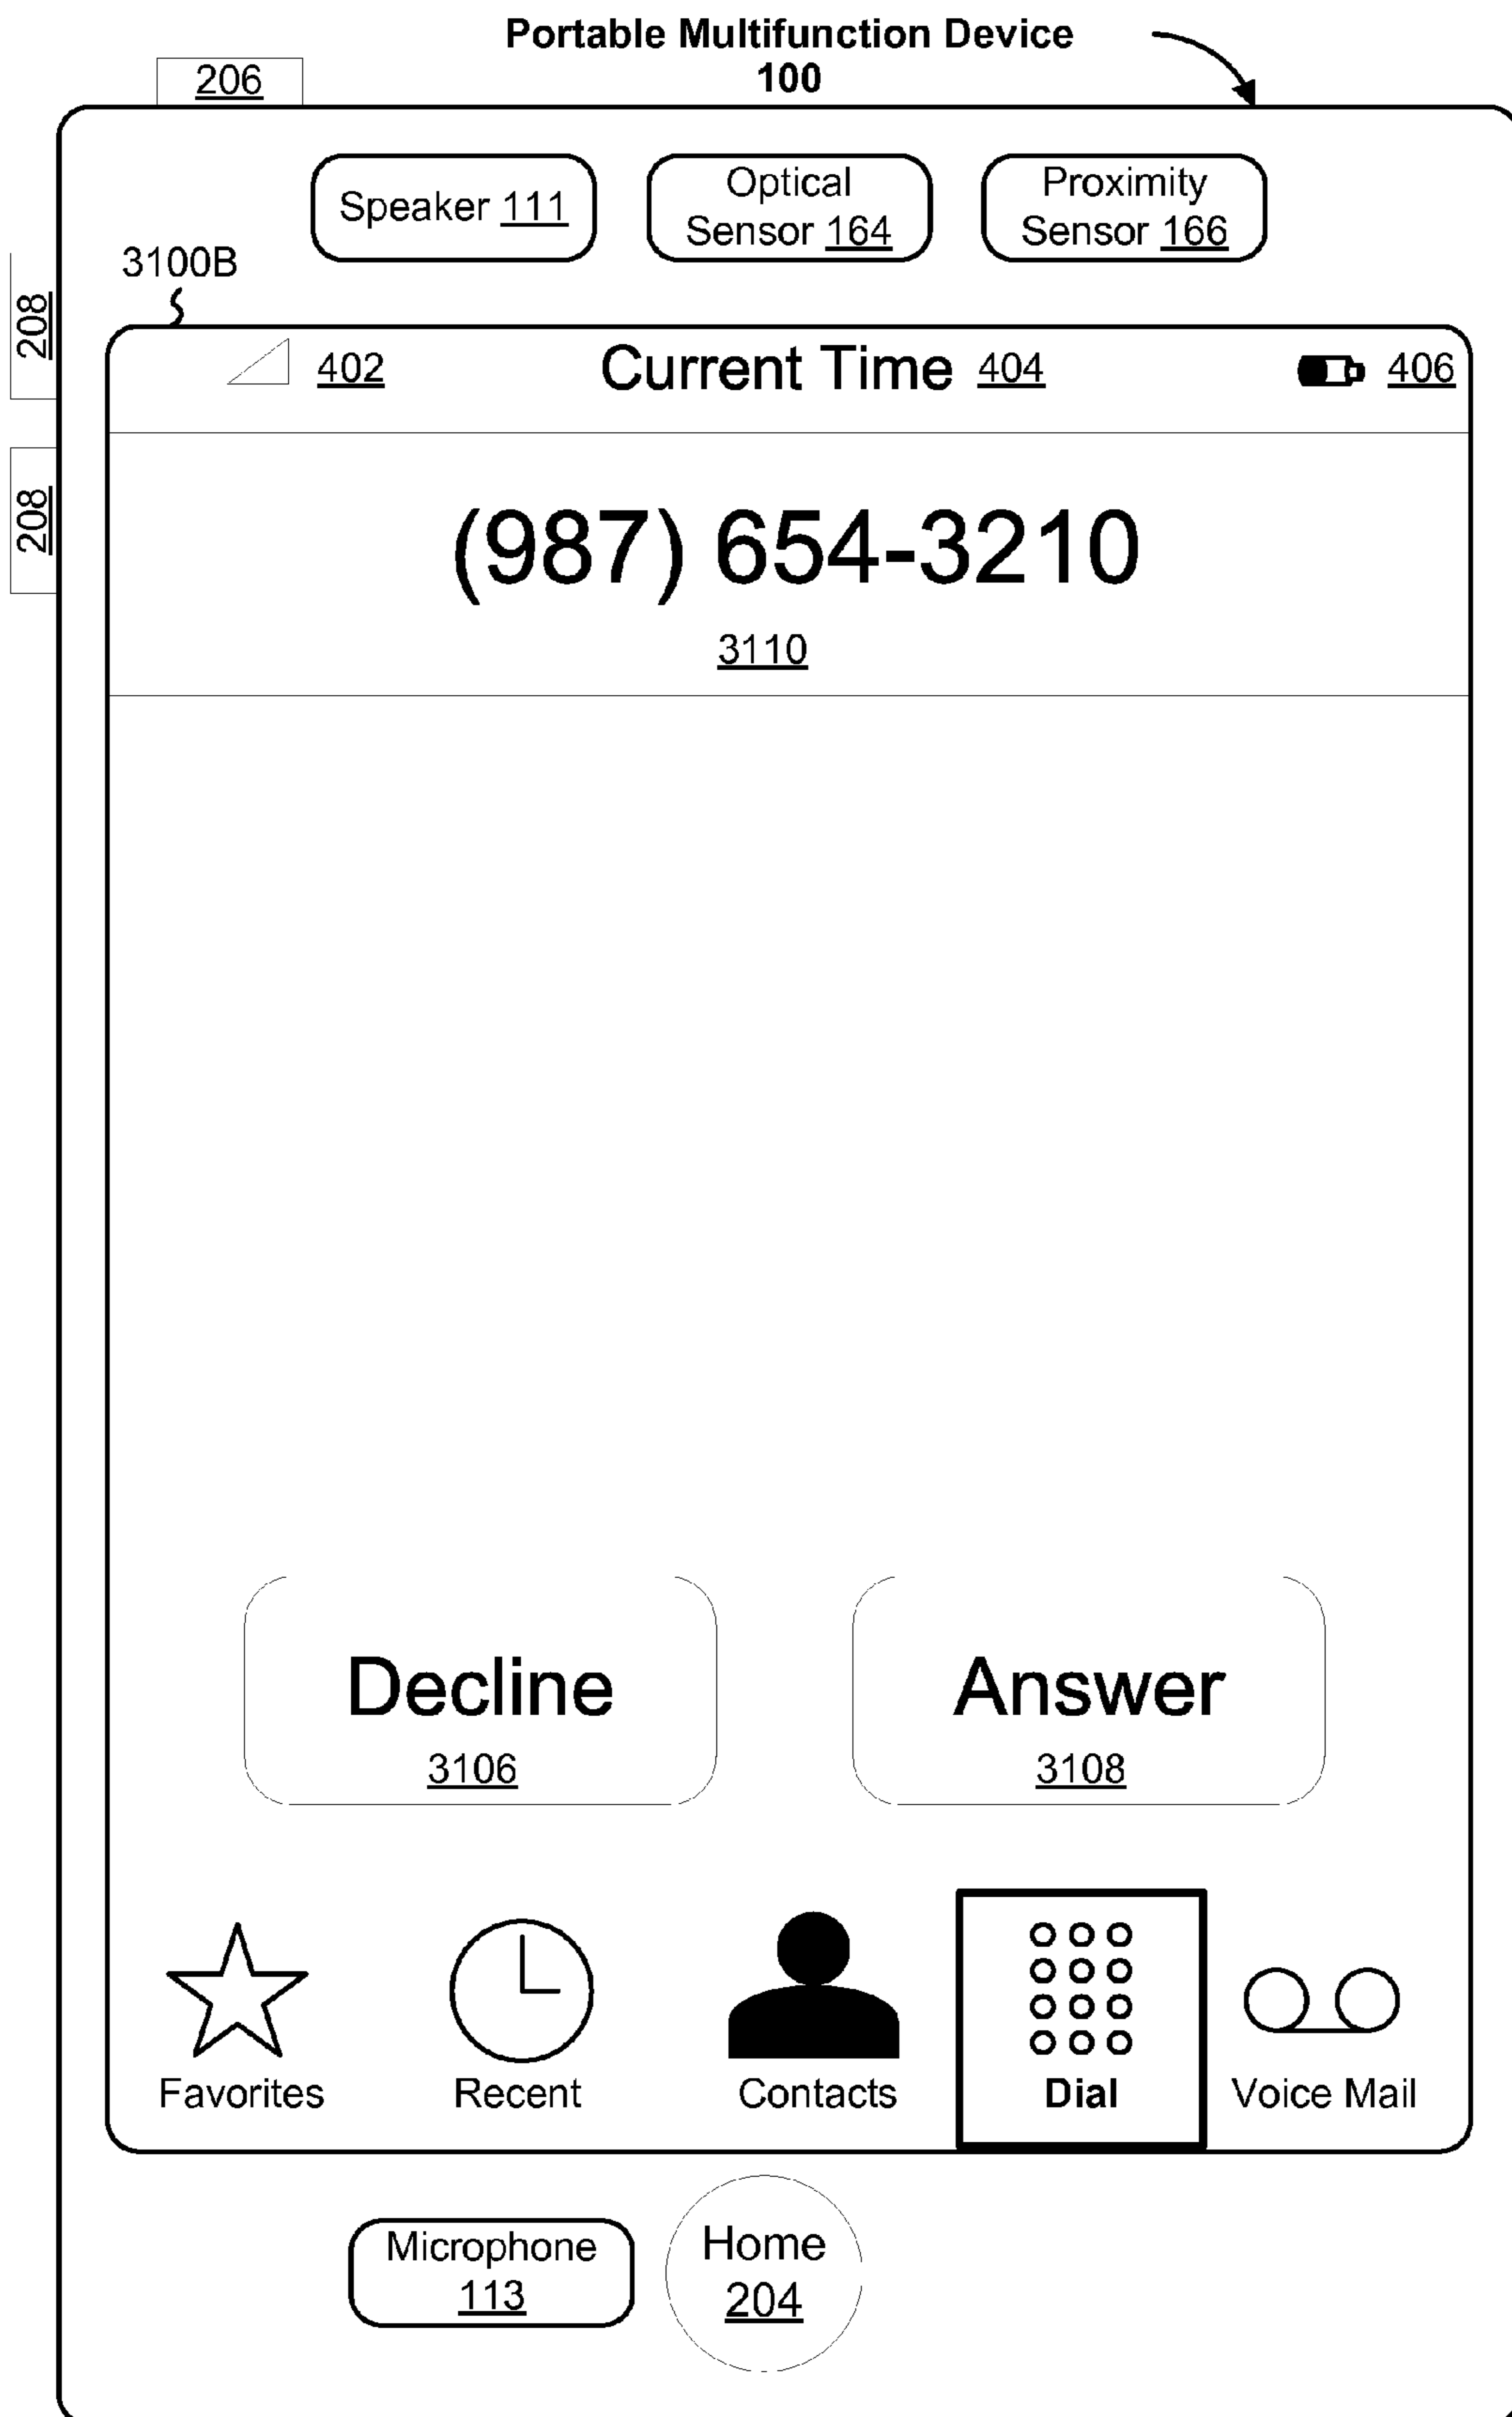 Portable Multifunction Device
100
206
Speaker 111
Optical
Sensor 164
Proximity
Sensor 166
3100B
208
402
Current Time 404
406
208
(987) 654-3210
3110
Decline
3106
Answer
3108
Favorites
Recent
Contacts
Dial
Voice Mail
Microphone
113
Home
204